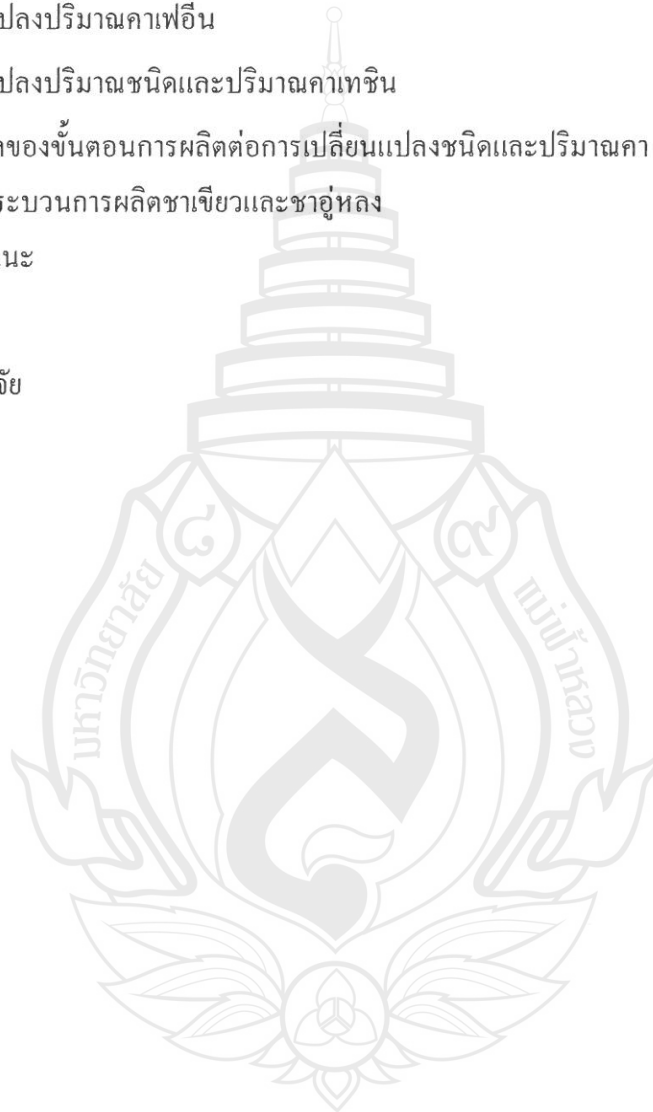 ปลงปริมาณคาเฟอีน
ปลงปริมาณชนิดและปริมาณคาเทชิน
ของขั้นตอนการผลิตต่อการเปลี่ยนแปลงชนิดและปริมาณคา
ระบวนการผลิตชาเขียวและชาอู่หลง
นะ
จัย
๘ ๙
มหาวิทยาลัย แม่ฟ้าหลวง